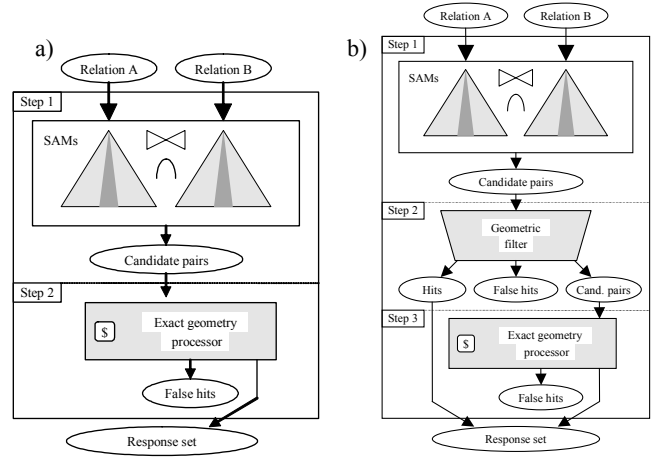 a)
Relation A
Relation B
Step 1
SAMs
Candidate pairs
Step 2
$
Exact geometry
processor
False hits
Response set
b)
Relation A
Relation B
Step 1
SAMs
Candidate pairs
Step 2
Geometric
filter
Hits
False hits
Cand. pairs
Step 3
$
Exact geometry
processor
False hits
Response set